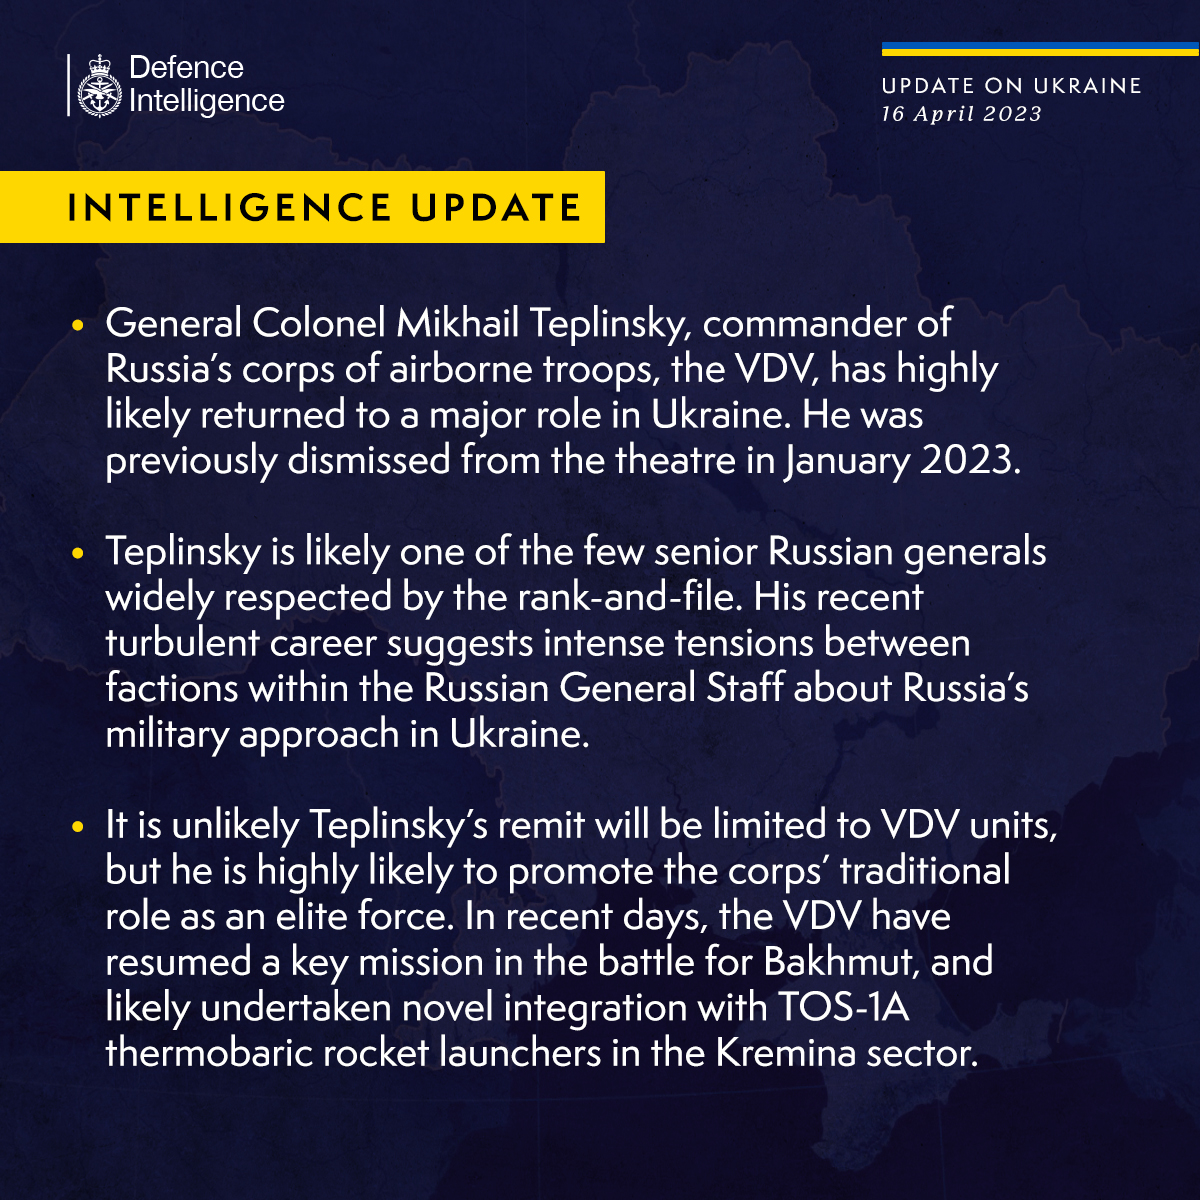 Defence
Intelligence
UPDATE ON UKRAINE
16 April 2023
INTELLIGENCE UPDATE
• General Colonel Mikhail Teplinsky, commander of
Russia’s corps of airborne troops, the VDV, has highly
likely returned to a major role in Ukraine. He was
previously dismissed from the theatre in January 2023.
• Teplinsky is likely one of the few senior Russian generals
widely respected by the rank-and-file. His recent
turbulent career suggests intense tensions between
factions within the Russian General Staff about Russia’s
military approach in Ukraine.
• It is unlikely Teplinsky’s remit will be limited to VDV units,
but he is highly likely to promote the corps’ traditional
role as an elite force. In recent days, the VDV have
resumed a key mission in the battle for Bakhmut, and
likely undertaken novel integration with TOS-1A
thermobaric rocket launchers in the Kremina sector.